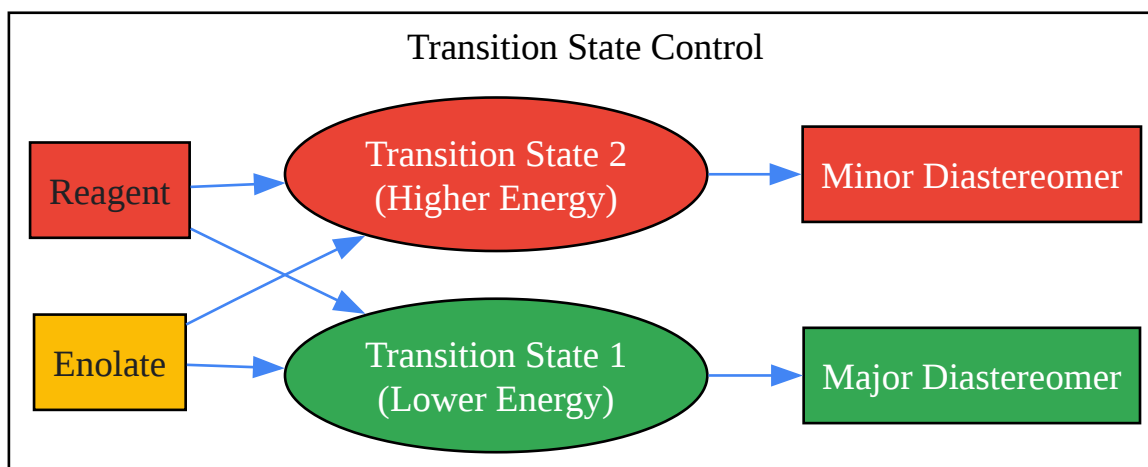 Transition State Control
Reagent
Transition State 2
(Higher Energy)
Minor Diastereomer
Enolate
Transition State 1
(Lower Energy)
Major Diastereomer